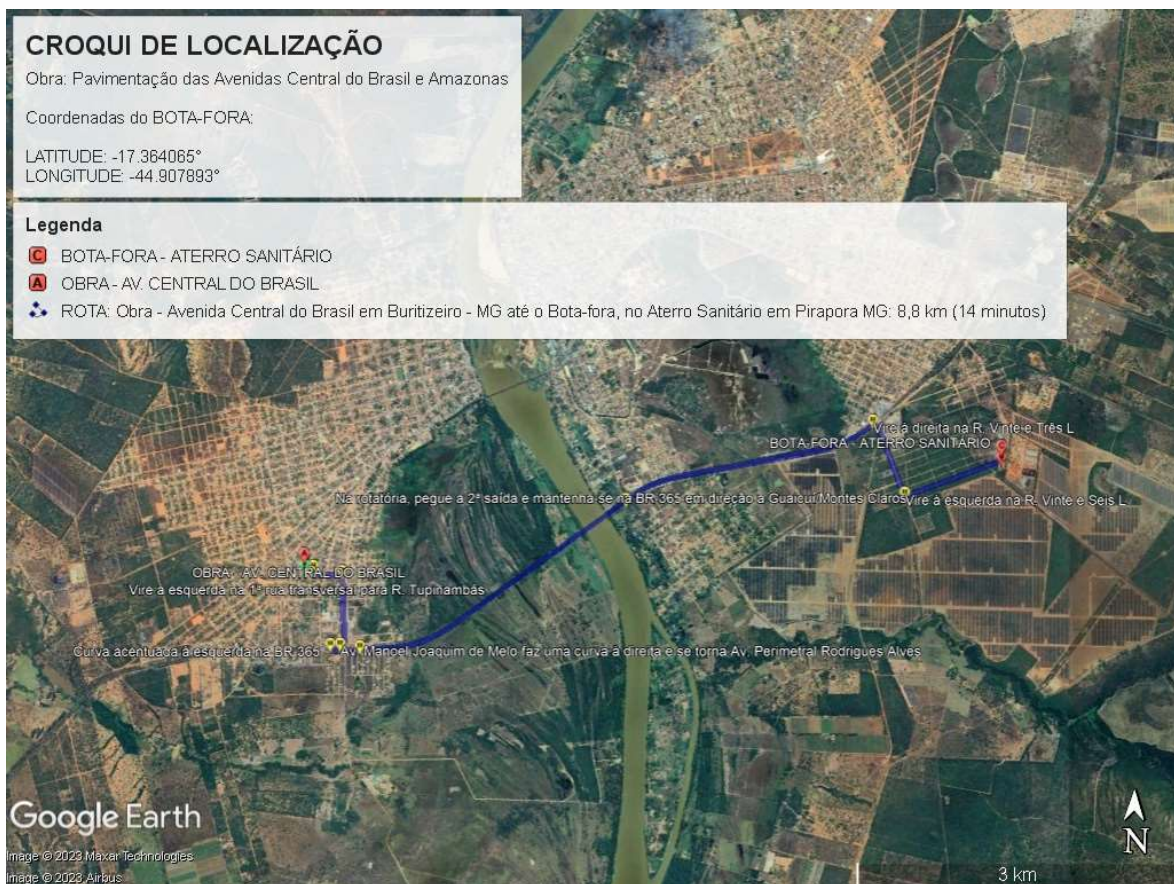 CROQUI DE LOCALIZAÇÃO
Obra: Pavimentação das Avenidas Central do Brasil e Amazonas
Coordenadas do BOTA-FORA:
LATITUDE: -17.364065°
LONGITUDE: -44.907893°
Legenda
C BOTA-FORA - ATERRO SANITÁRIO
A OBRA - AV. CENTRAL DO BRASIL
ROTA: Obra - Avenida Central do Brasil em Buritizeiro - MG até o Bota-fora, no Aterro Sanitário em Pirapora MG: 8,8 km (14 minutos)
Vire à direita na R. Vinte e Três L
BOTA-FORA - ATERRO SANITÁRIO
Na rotatória, pegue a 2ª saída e mantenha-se na BR-365 em direção a Guaicuí/Montes Claros
Vire à esquerda na R. Vinte e Seis L
OBRA - AV. CENTRAL DO BRASIL
Vire à esquerda na 1ª rua transversal para R. Tupinambás
Curva acentuada à esquerda na BR-365
Av. Manoel Joaquim de Melo faz uma curva à direita e se torna Av. Perimetral Rodrigues Alves
Google Earth
N
Image © 2023 Maxar Technologies
Image © 2023 Airbus
3 km